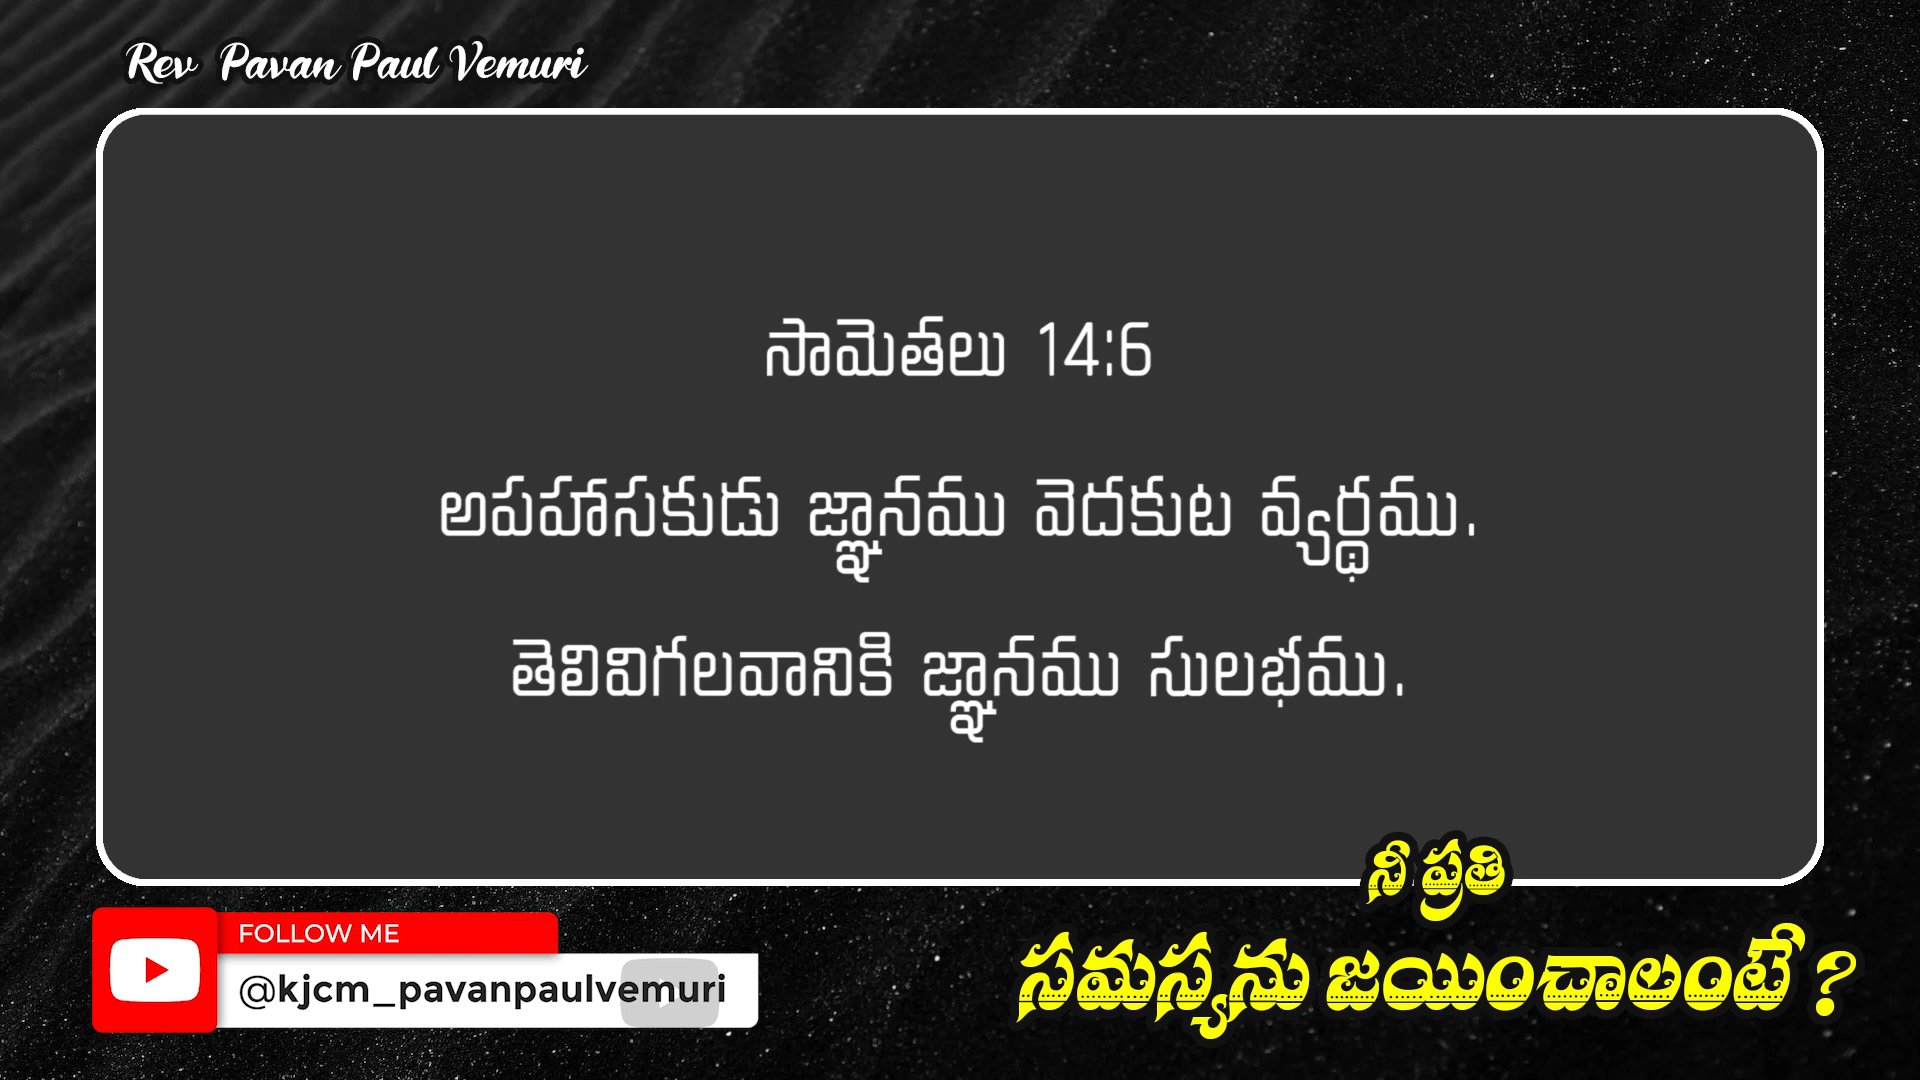 Rev Pavan Paul Vemuri
సామెతలు 14:6
అపహాసకుడు జ్ఞానము వెదకుట వ్యర్థము.
తెలివిగలవానికి జ్ఞానము సులభము.
నీ ప్రతి
సమస్యను జయించాలంటే ?
FOLLOW ME
@kjcm_pavanpaulvemuri